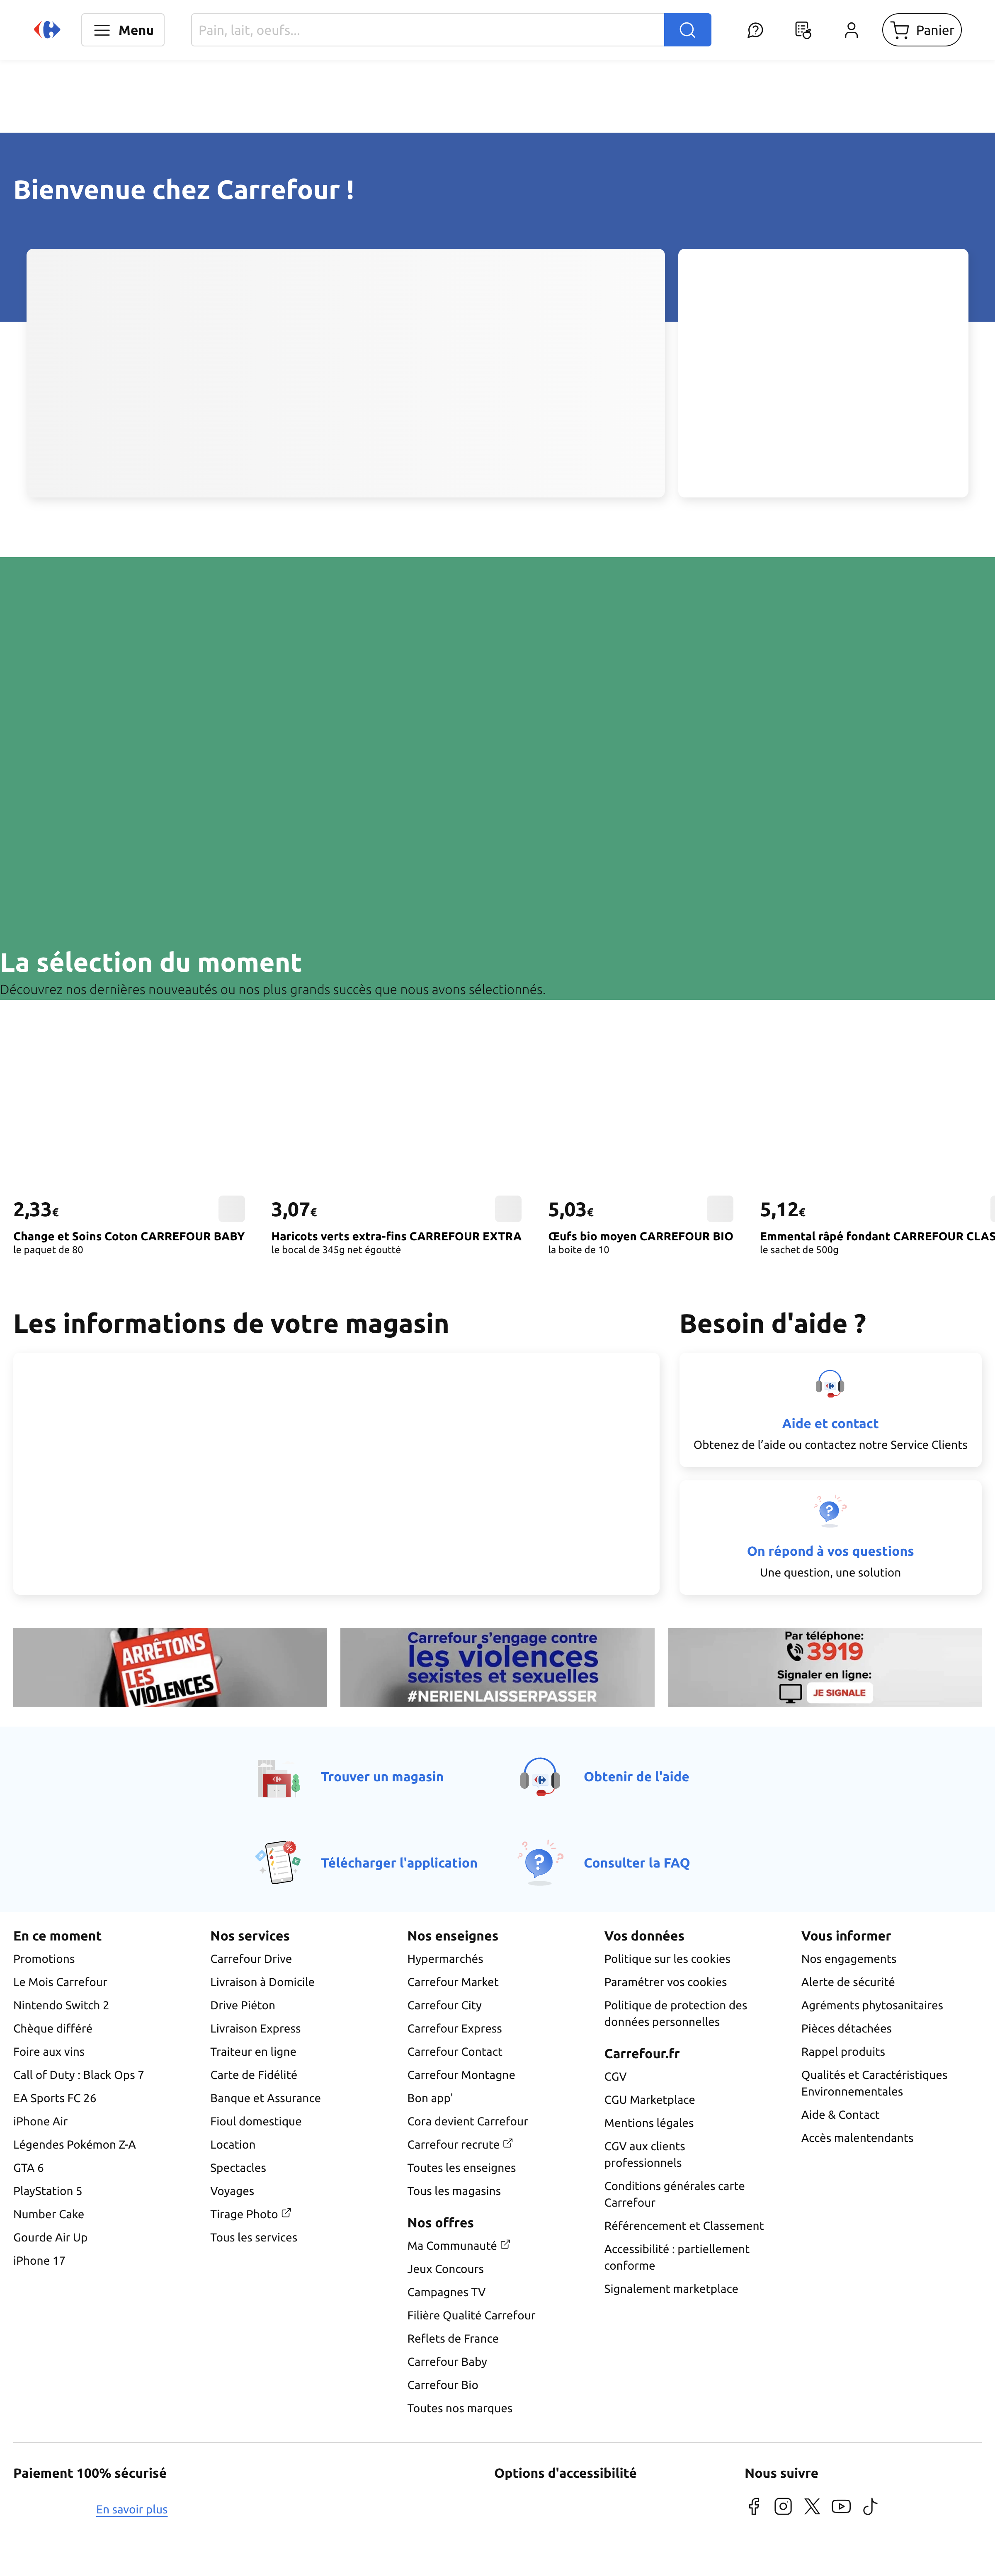 Menu
Pain, lait, oeufs...
Panier
Bienvenue chez Carrefour !
La sélection du moment
Découvrez nos dernières nouveautés ou nos plus grands succès que nous avons sélectionnés.
2,33€
Change et Soins Coton CARREFOUR BABY
le paquet de 80
3,07€
Haricots verts extra-fins CARREFOUR EXTRA
le bocal de 345g net égoutté
5,03€
Œufs bio moyen CARREFOUR BIO
la boite de 10
5,12€
Emmental râpé fondant CARREFOUR CLAS
le sachet de 500g
Les informations de votre magasin
Besoin d'aide ?
Aide et contact
Obtenez de l’aide ou contactez notre Service Clients
On répond à vos questions
Une question, une solution
ARRÊTONS
LES
VIOLENCES
Carrefour s’engage contre
les violences
sexistes et sexuelles
#NERIENLAISSERPASSER
Par téléphone:
3919
Signaler en ligne:
JE SIGNALE
Trouver un magasin
Obtenir de l'aide
Télécharger l'application
Consulter la FAQ
En ce moment
Promotions
Le Mois Carrefour
Nintendo Switch 2
Chèque différé
Foire aux vins
Call of Duty : Black Ops 7
EA Sports FC 26
iPhone Air
Légendes Pokémon Z-A
GTA 6
PlayStation 5
Number Cake
Gourde Air Up
iPhone 17
Nos services
Carrefour Drive
Livraison à Domicile
Drive Piéton
Livraison Express
Traiteur en ligne
Carte de Fidélité
Banque et Assurance
Fioul domestique
Location
Spectacles
Voyages
Tirage Photo
Tous les services
Nos enseignes
Hypermarchés
Carrefour Market
Carrefour City
Carrefour Express
Carrefour Contact
Carrefour Montagne
Bon app'
Cora devient Carrefour
Carrefour recrute
Toutes les enseignes
Tous les magasins
Nos offres
Ma Communauté
Jeux Concours
Campagnes TV
Filière Qualité Carrefour
Reflets de France
Carrefour Baby
Carrefour Bio
Toutes nos marques
Vos données
Politique sur les cookies
Paramétrer vos cookies
Politique de protection des
données personnelles
Carrefour.fr
CGV
CGU Marketplace
Mentions légales
CGV aux clients
professionnels
Conditions générales carte
Carrefour
Référencement et Classement
Accessibilité : partiellement
conforme
Signalement marketplace
Vous informer
Nos engagements
Alerte de sécurité
Agréments phytosanitaires
Pièces détachées
Rappel produits
Qualités et Caractéristiques
Environnementales
Aide & Contact
Accès malentendants
Paiement 100% sécurisé
En savoir plus
Options d'accessibilité
Nous suivre